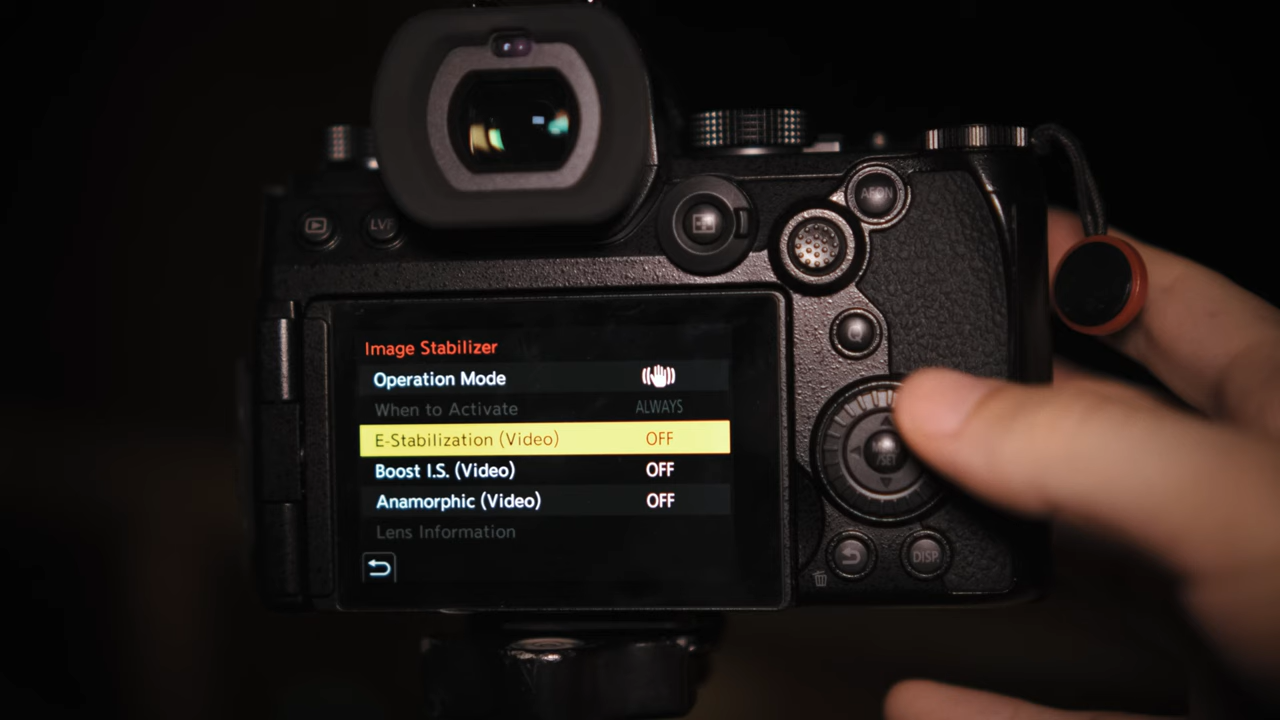 LVF
AF/ON
Q
Image Stabilizer
Operation Mode
When to Activate ALWAYS
E-Stabilization (Video) OFF
Boost I.S. (Video) OFF
Anamorphic (Video) OFF
Lens Information
DISP.